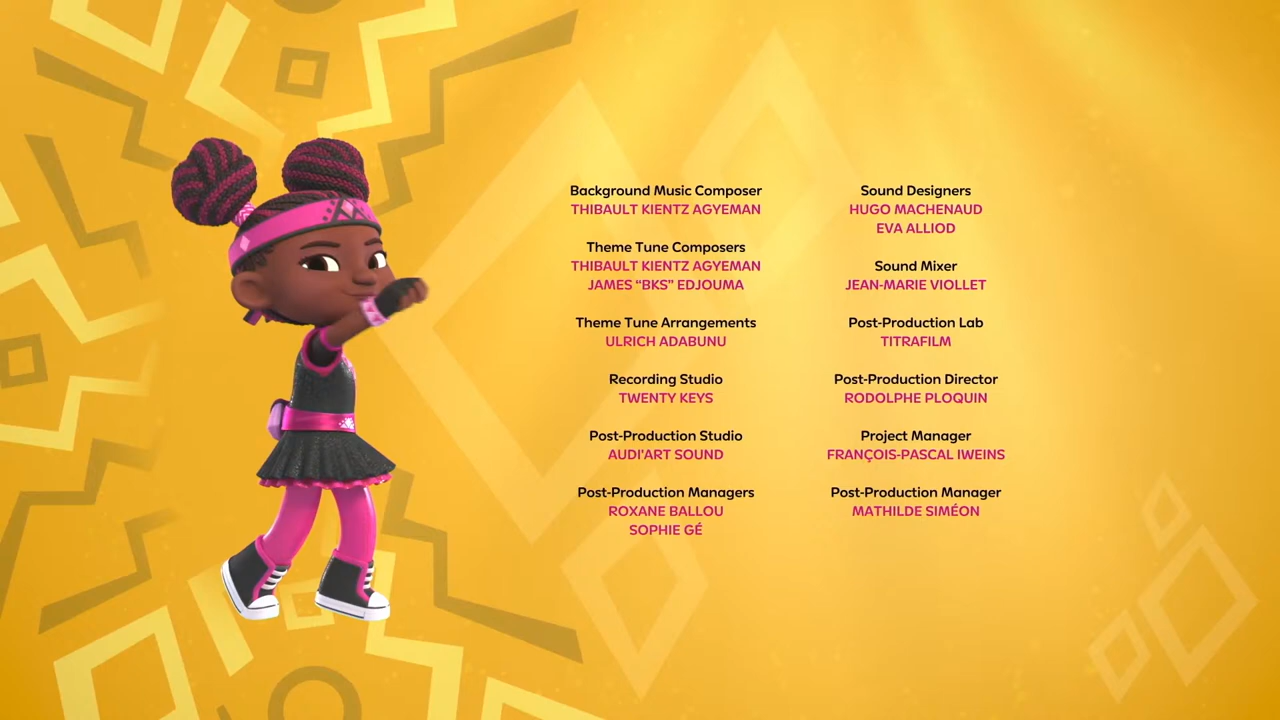 Background Music Composer
THIBAULT KIENTZ AGYEMAN
Theme Tune Composers
THIBAULT KIENTZ AGYEMAN
JAMES “BKS” EDJOUMA
Theme Tune Arrangements
ULRICH ADABUNU
Recording Studio
TWENTY KEYS
Post-Production Studio
AUDI'ART SOUND
Post-Production Managers
ROXANE BALLOU
SOPHIE GÉ
Sound Designers
HUGO MACHENAUD
EVA ALLIOD
Sound Mixer
JEAN-MARIE VIOLLET
Post-Production Lab
TITRAFILM
Post-Production Director
RODOLPHE PLOQUIN
Project Manager
FRANÇOIS-PASCAL IWEINS
Post-Production Manager
MATHILDE SIMÉON